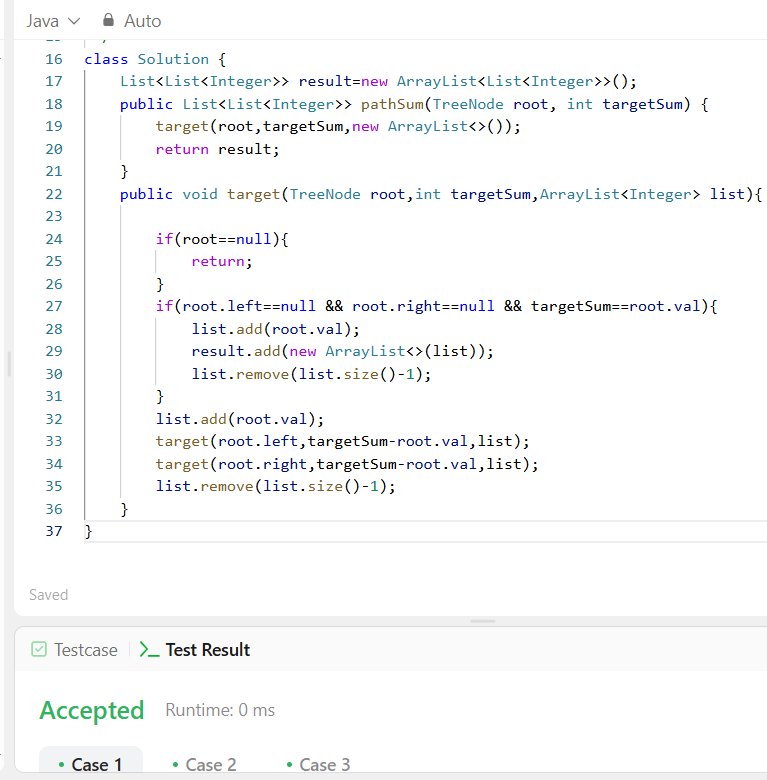 Java Auto
16 class Solution {
17 List<List<Integer>> result=new ArrayList<List<Integer>>();
18 public List<List<Integer>> pathSum(TreeNode root, int targetSum) {
19 target(root,targetSum,new ArrayList<>());
20 return result;
21 }
22 public void target(TreeNode root,int targetSum,ArrayList<Integer> list){
23
24 if(root==null){
25 return;
26 }
27 if(root.left==null && root.right==null && targetSum==root.val){
28 list.add(root.val);
29 result.add(new ArrayList<>(list));
30 list.remove(list.size()-1);
31 }
32 list.add(root.val);
33 target(root.left,targetSum-root.val,list);
34 target(root.right,targetSum-root.val,list);
35 list.remove(list.size()-1);
36 }
37 }
Saved
Testcase >_ Test Result
Accepted Runtime: 0 ms
• Case 1 • Case 2 • Case 3